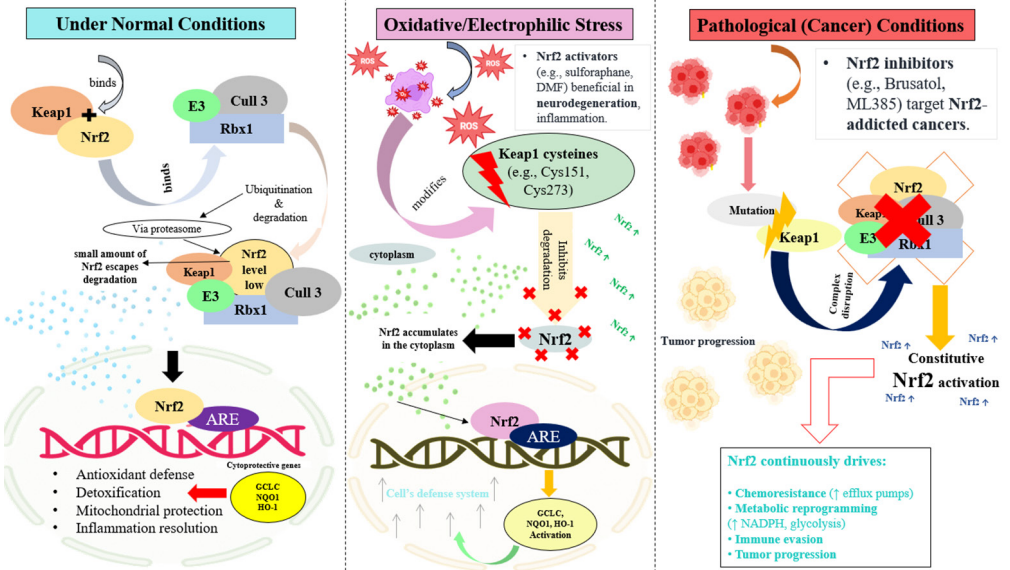 Under Normal Conditions
binds
Keap1
+
Nrf2
E3
Cull 3
Rbx1
binds
Ubiquitination
&
degradation
Via proteasome
small amount of
Nrf2 escapes
degradation
Keap1
Nrf2
level
low
E3
Rbx1
Cull 3
Nrf2
ARE
Cytoprotective genes
• Antioxidant defense
• Detoxification
• Mitochondrial protection
• Inflammation resolution
GCLC
NQO1
HO-1
Oxidative/Electrophilic Stress
ROS
ROS
ROS
• Nrf2 activators
(e.g., sulforaphane,
DMF) beneficial in
neurodegeneration,
inflammation.
modifies
Keap1 cysteines
(e.g., Cys151,
Cys273)
cytoplasm
Inhibits
degradation
Nrf2 ↑
Nrf2 ↑
Nrf2 ↑
Nrf2 ↑
Nrf2 accumulates
in the cytoplasm
Nrf2
Nrf2
ARE
Cell's defense system
GCLC,
NQO1, HO-1
Activation
Pathological (Cancer) Conditions
• Nrf2 inhibitors
(e.g., Brusatol,
ML385) target Nrf2-
addicted cancers.
Mutation
Keap1
Nrf2
Keap1
Cull 3
E3
Rbx1
Complex
disruption
Tumor progression
Nrf2 ↑
Nrf2 ↑
Constitutive
Nrf2 activation
Nrf2 ↑
Nrf2 ↑
Nrf2 continuously drives:
• Chemoresistance (↑ efflux pumps)
• Metabolic reprogramming
(↑ NADPH, glycolysis)
• Immune evasion
• Tumor progression